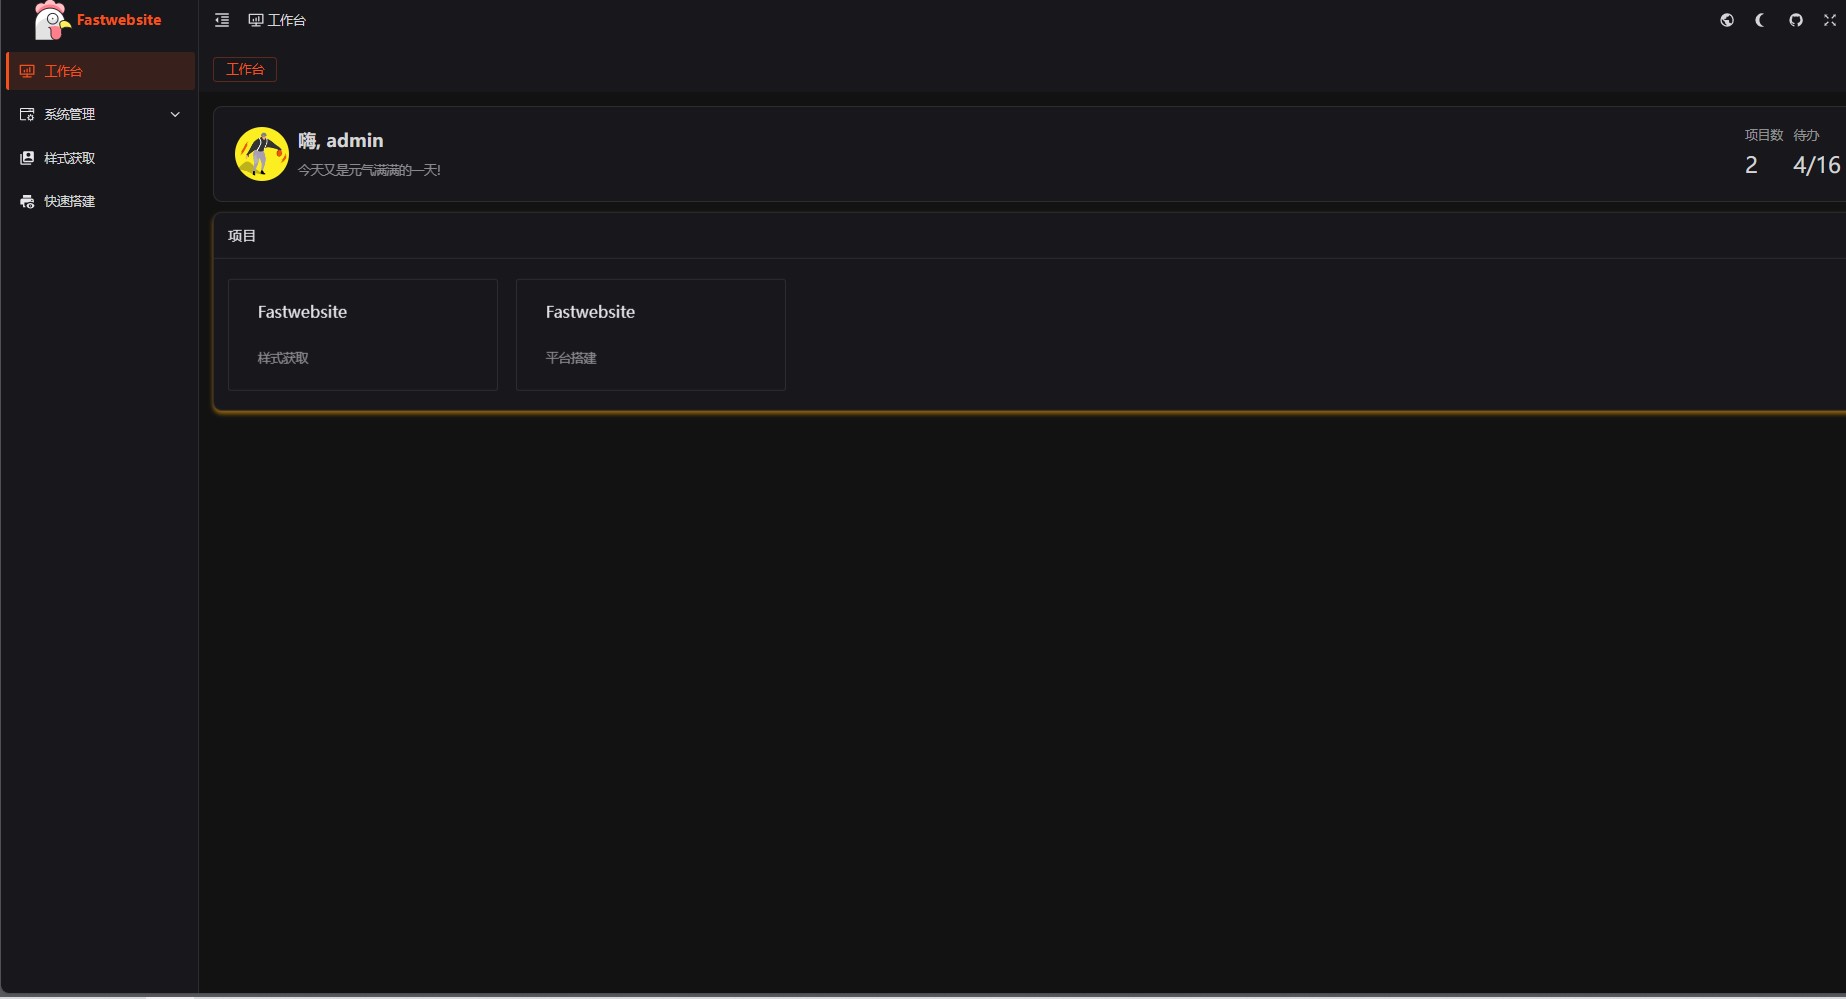 Fastwebsite
工作台
工作台
系统管理
样式获取
快速搭建
工作台
嗨, admin
今天又是元气满满的一天!
项目数 待办
2 4/16
项目
Fastwebsite
样式获取
Fastwebsite
平台搭建